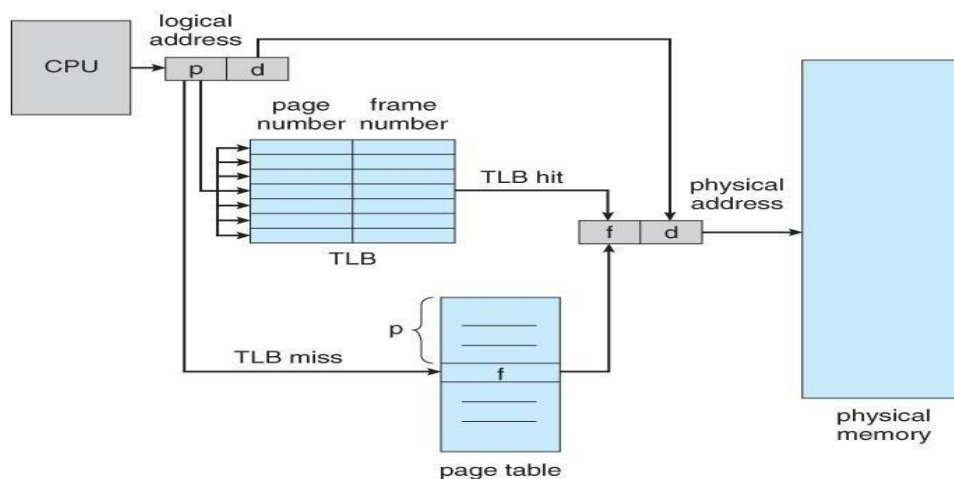 logical
address
CPU
p d
page number
frame number
TLB hit
TLB
physical
address
f d
p
TLB miss
f
page table
physical
memory